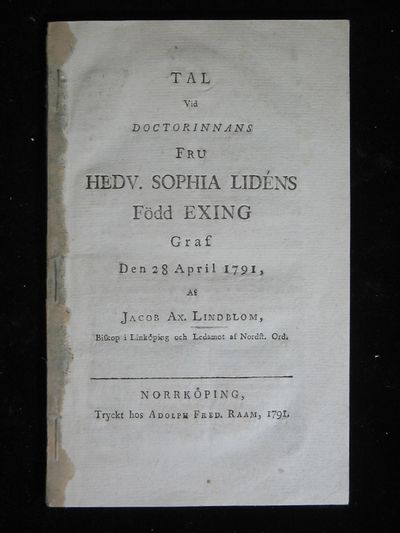 TAL
Vid
DOCTORINNANS
FRU
HEDV. SOPHIA LIDÉNS
Född EXING
Graf
Den 28 April 1791,
Af
JACOB AX. LINDBLOM,
Biſkop i Linköping och Ledamot af Nordſt. Ord.
NORRKÖPING,
Tryckt hos ADOLPH FRED. RAAM, 1791.